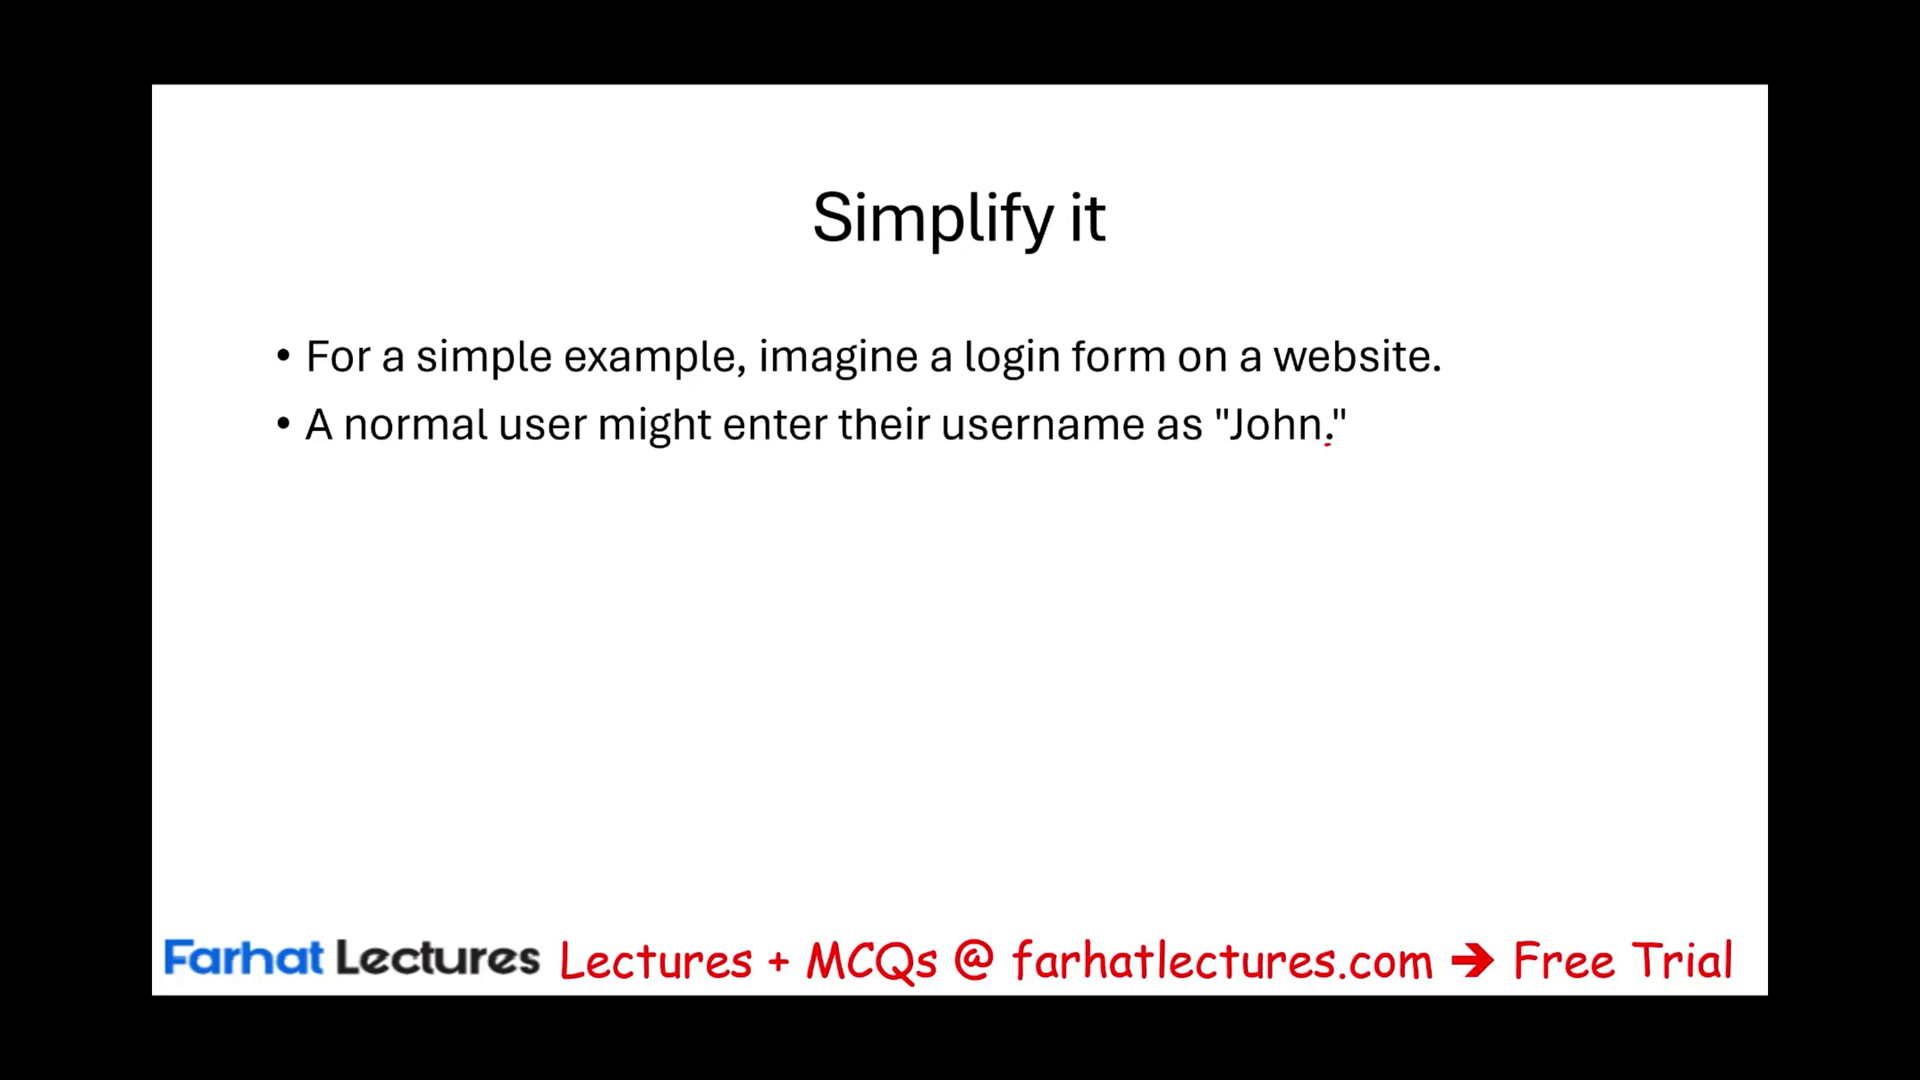 Simplify it
• For a simple example, imagine a login form on a website.
• A normal user might enter their username as "John."
Farhat Lectures Lectures + MCQs @ farhatlectures.com ➔ Free Trial